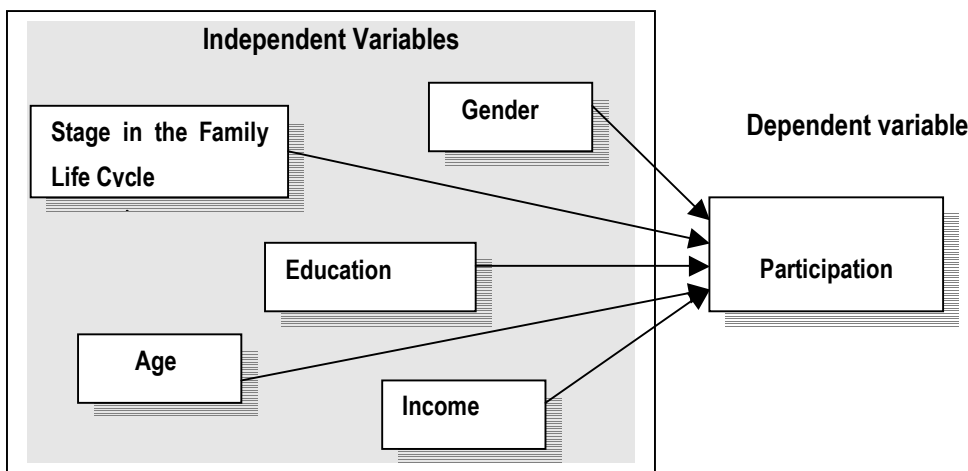 Independent Variables
Gender
Stage in the Family
Life Cycle
Dependent variable
Education
Participation
Age
Income